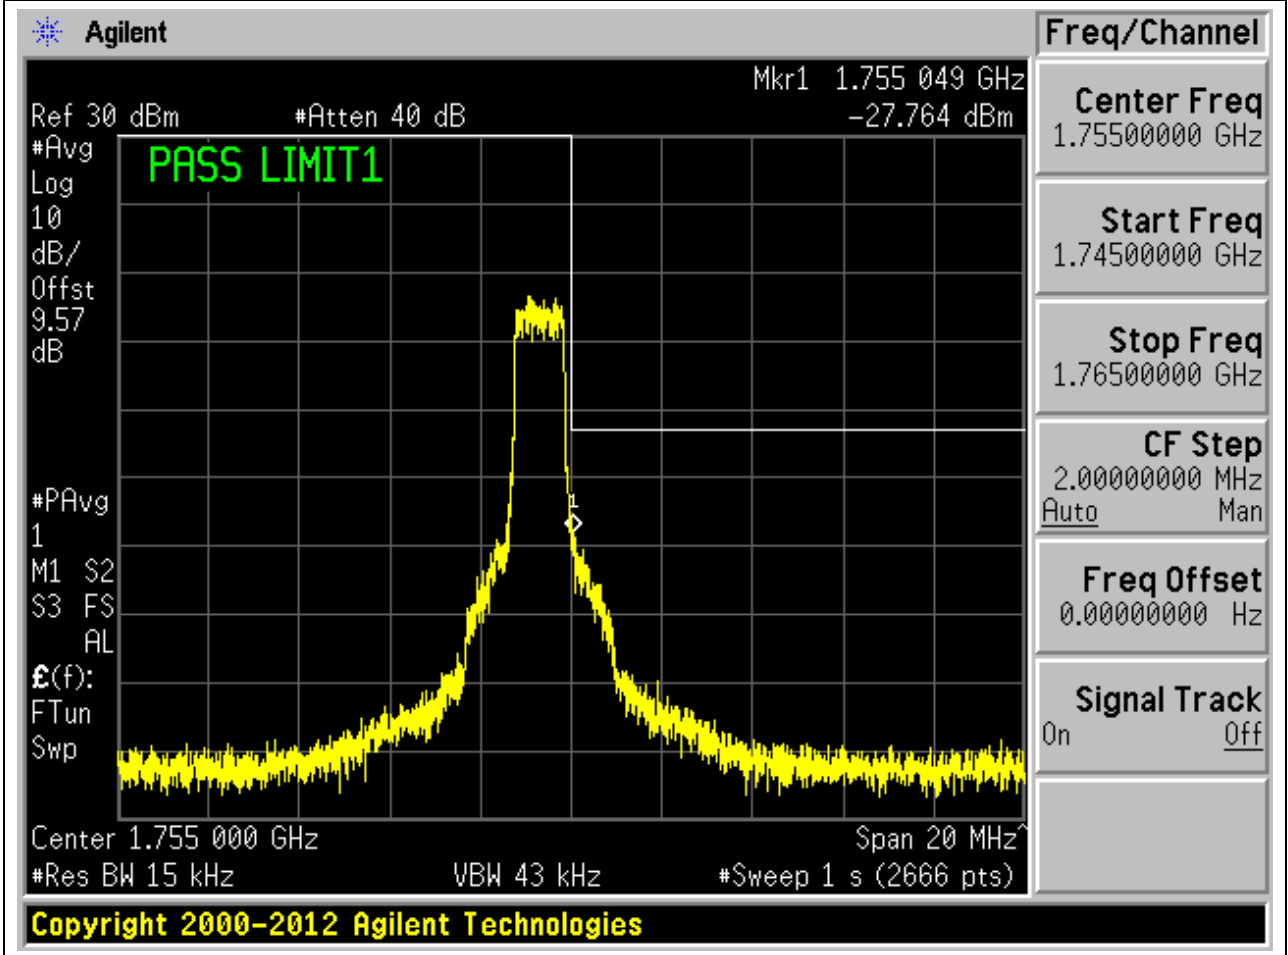 Agilent
Freq/Channel
Mkr1 1.755 049 GHz
Ref 30 dBm #Atten 40 dB -27.764 dBm
#Avg
Log
10
dB/
Offst
9.57
dB
PASS LIMIT1
1
#PAvg
1
M1 S2
S3 FS
AL
£(f):
FTun
Swp
Center 1.755 000 GHz Span 20 MHz^
#Res BW 15 kHz VBW 43 kHz #Sweep 1 s (2666 pts)
Copyright 2000-2012 Agilent Technologies
Center Freq
1.75500000 GHz
Start Freq
1.74500000 GHz
Stop Freq
1.76500000 GHz
CF Step
2.00000000 MHz
Auto Man
Freq Offset
0.00000000 Hz
Signal Track
On Off